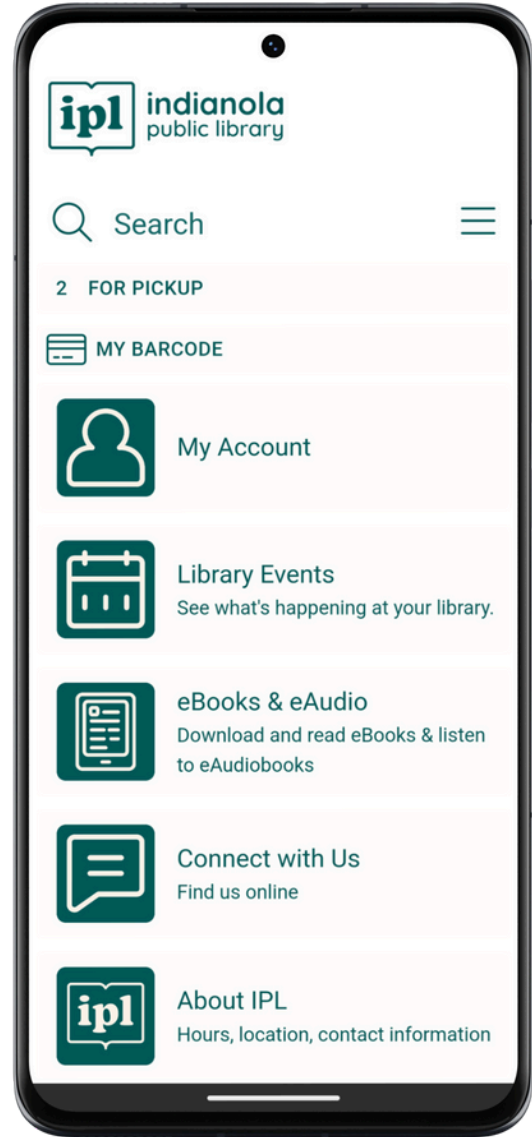 ipl
indianola
public library
Search
2 FOR PICKUP
MY BARCODE
My Account
Library Events
See what's happening at your library.
eBooks & eAudio
Download and read eBooks & listen
to eAudiobooks
Connect with Us
Find us online
ipl
About IPL
Hours, location, contact information